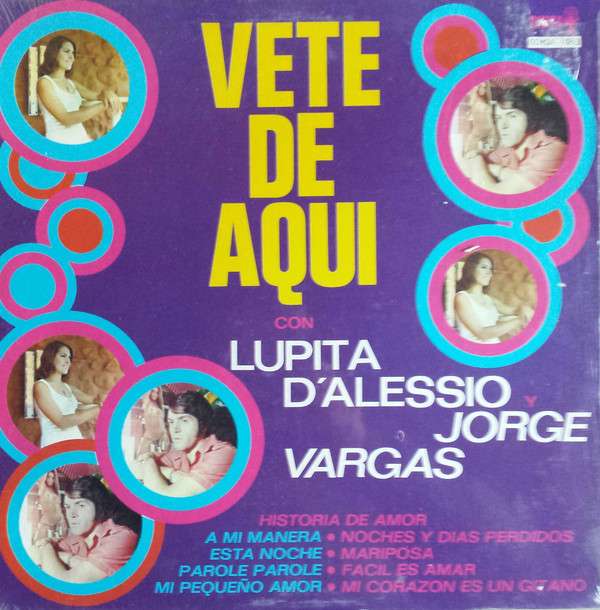 VETE
DE
AQUI
CON
LUPITA
D'ALESSIO Y
JORGE
VARGAS
HISTORIA DE AMOR
A MI MANERA • NOCHES Y DIAS PERDIDOS
ESTA NOCHE • MARIPOSA
PAROLE PAROLE • FACIL ES AMAR
MI PEQUEÑO AMOR • MI CORAZON ES UN GITANO